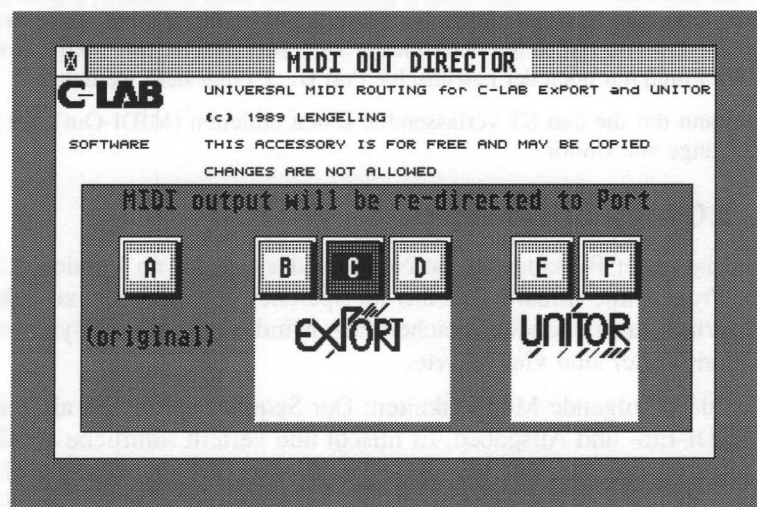 MIDI OUT DIRECTOR
C-LAB
UNIVERSAL MIDI ROUTING for C-LAB ExPORT and UNITOR
(c) 1989 LENGELING
SOFTWARE
THIS ACCESSORY IS FOR FREE AND MAY BE COPIED
CHANGES ARE NOT ALLOWED
MIDI output will be re-directed to Port
A B C D E F
(original)
EXPORT
UNITOR